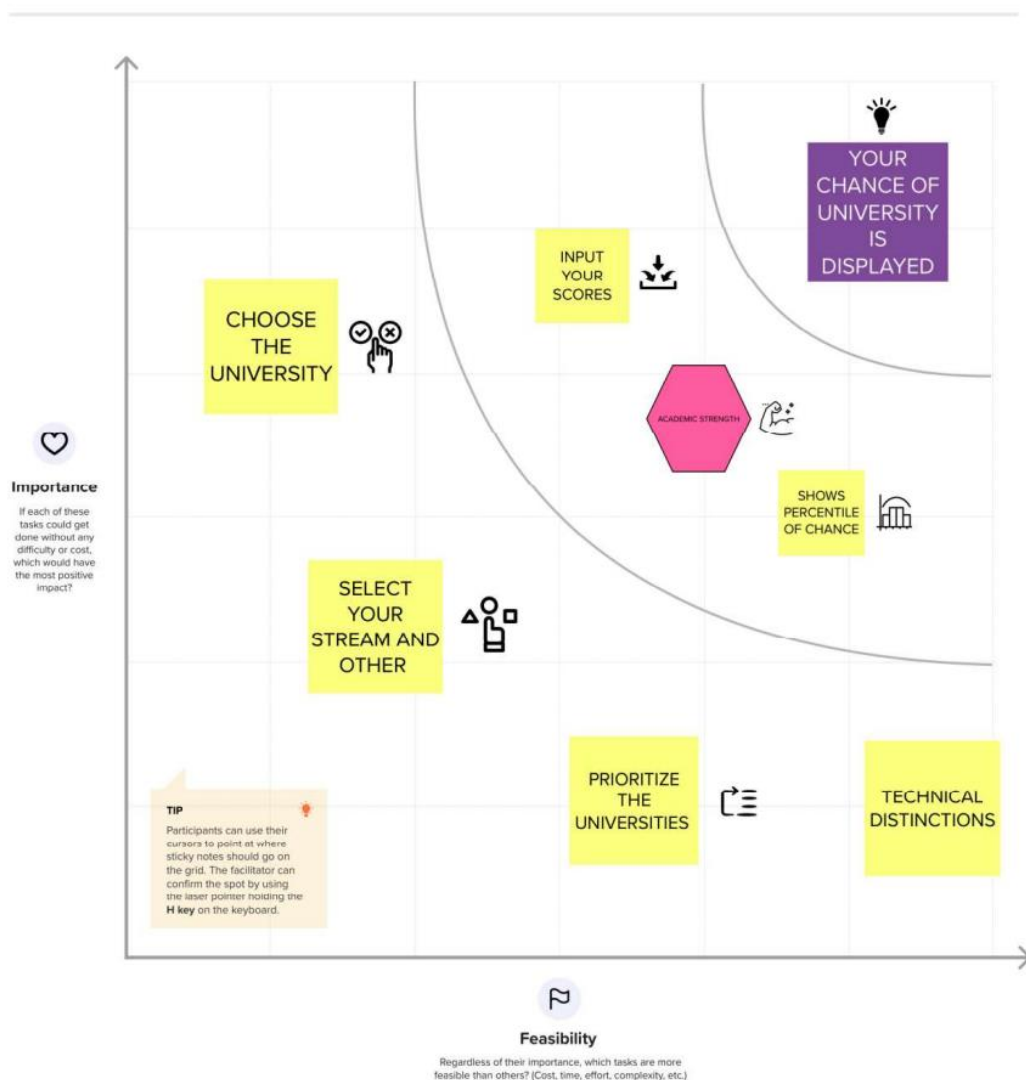 YOUR
CHANCE OF
UNIVERSITY
IS
DISPLAYED
INPUT
YOUR
SCORES
CHOOSE
THE
UNIVERSITY
ACADEMIC STRENGTH
Importance
If each of these
tasks could get
done without any
difficulty or cost,
which would have
the most positive
impact?
SHOWS
PERCENTILE
OF CHANCE
SELECT
YOUR
STREAM AND
OTHER
PRIORITIZE
THE
UNIVERSITIES
TECHNICAL
DISTINCTIONS
TIP
Participants can use their
cursors to point at where
sticky notes should go on
the grid. The facilitator can
confirm the spot by using
the laser pointer holding the
H key on the keyboard.
Feasibility
Regardless of their importance, which tasks are more
feasible than others? (Cost, time, effort, complexity, etc.)